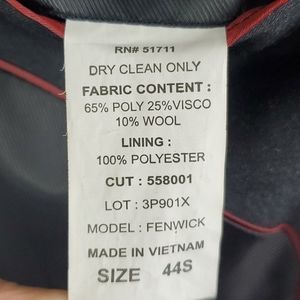 RN# 51711
DRY CLEAN ONLY
FABRIC CONTENT :
65% POLY 25%VISCO
10% WOOL
LINING :
100% POLYESTER
CUT : 558001
LOT : 3P901X
MODEL : FENWICK
MADE IN VIETNAM
SIZE 44S